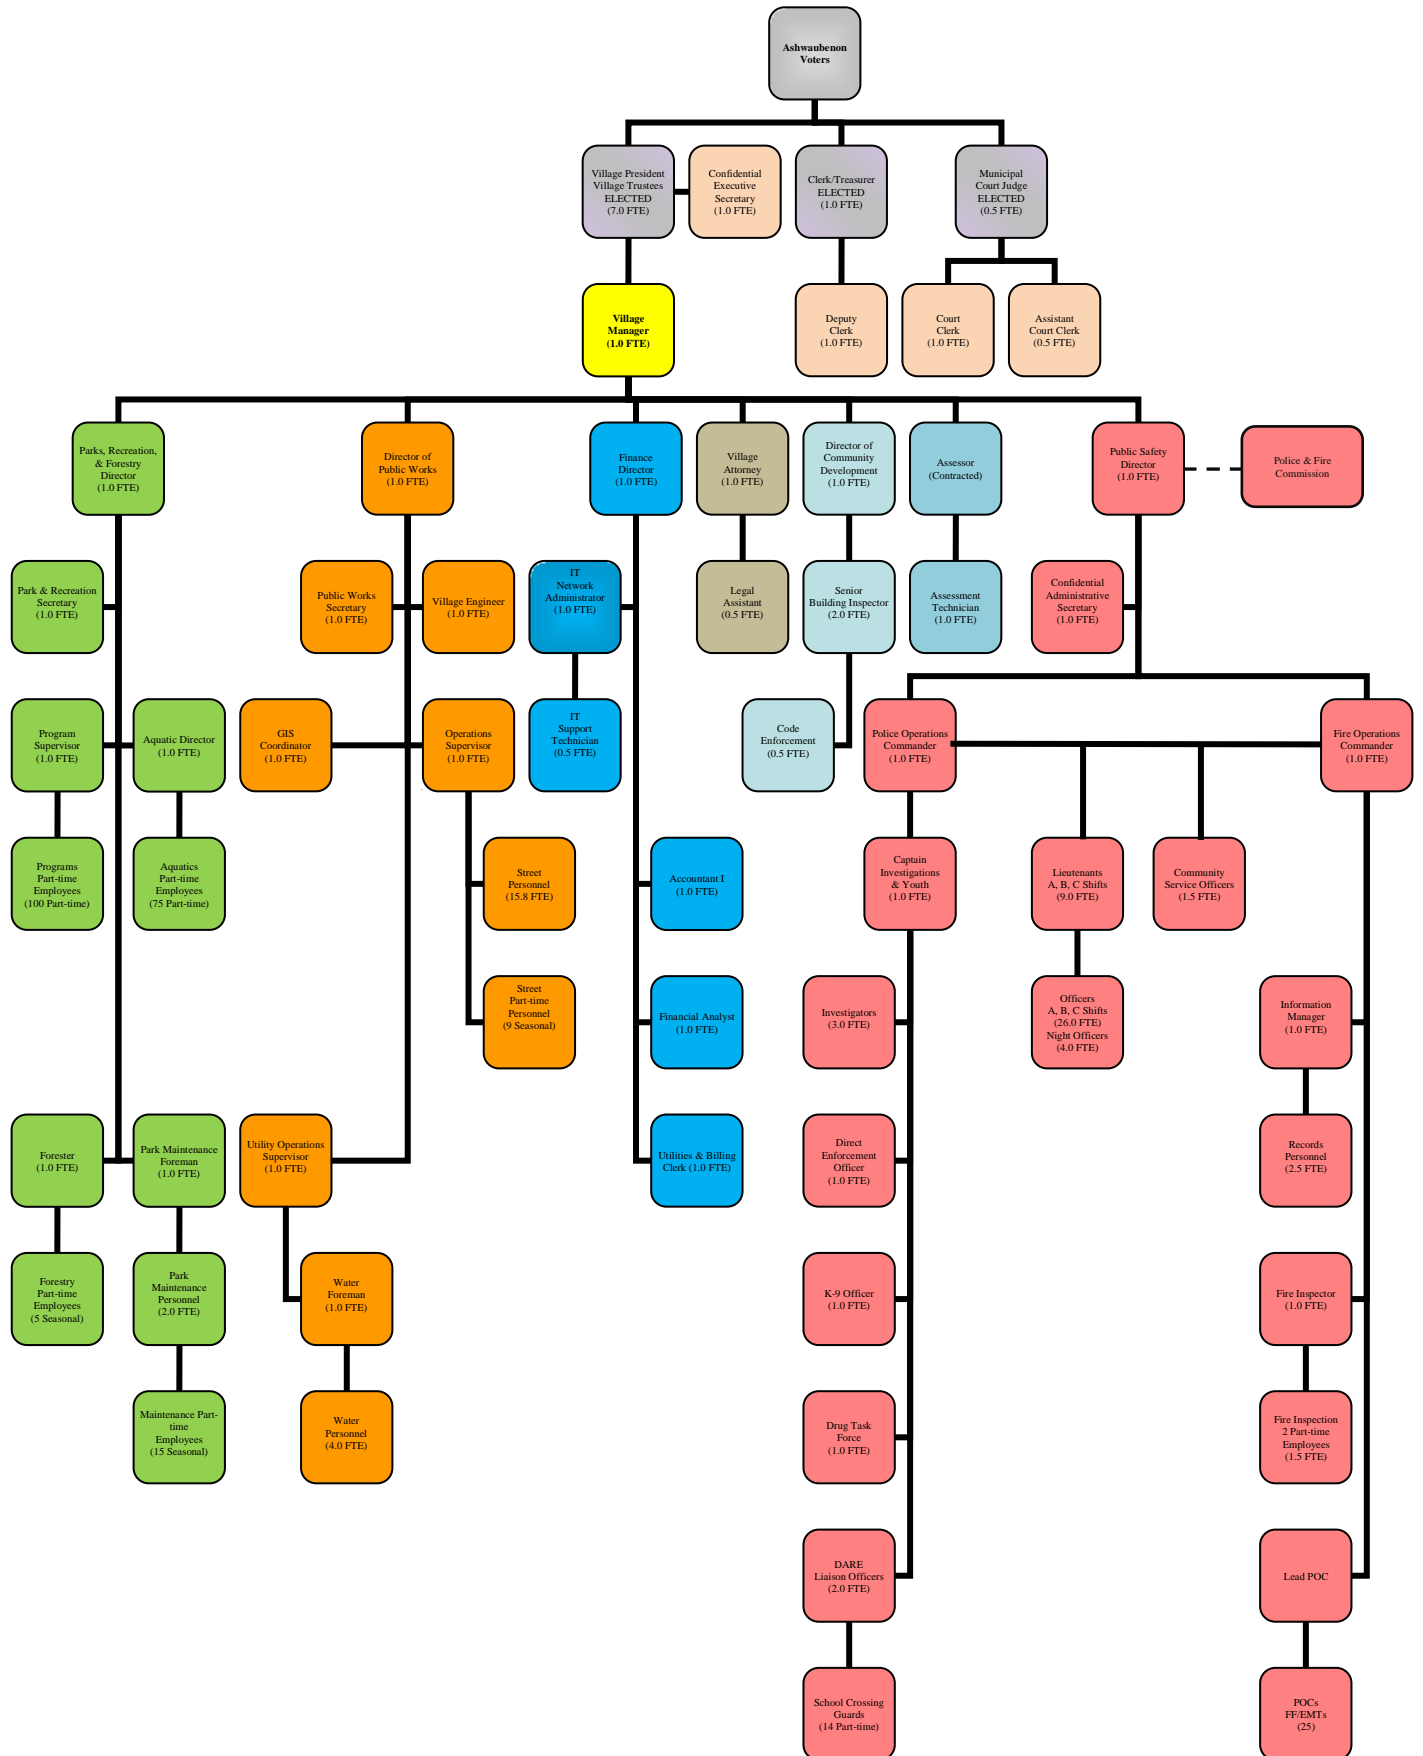 Ashwaubenon
Voters
Village President
Village Trustees
ELECTED
(7.0 FTE)
Confidential
Executive
Secretary
(1.0 FTE)
Clerk/Treasurer
ELECTED
(1.0 FTE)
Municipal
Court Judge
ELECTED
(0.5 FTE)
Village
Manager
(1.0 FTE)
Deputy
Clerk
(1.0 FTE)
Court
Clerk
(1.0 FTE)
Assistant
Court Clerk
(0.5 FTE)
Parks, Recreation,
& Forestry
Director
(1.0 FTE)
Director of
Public Works
(1.0 FTE)
Finance
Director
(1.0 FTE)
Village
Attorney
(1.0 FTE)
Director of
Community
Development
(1.0 FTE)
Assessor
(Contracted)
Public Safety
Director
(1.0 FTE)
Police & Fire
Commission
Park & Recreation
Secretary
(1.0 FTE)
Public Works
Secretary
(1.0 FTE)
Village Engineer
(1.0 FTE)
IT
Network
Administrator
(1.0 FTE)
Legal
Assistant
(0.5 FTE)
Senior
Building Inspector
(2.0 FTE)
Assessment
Technician
(1.0 FTE)
Confidential
Administrative
Secretary
(1.0 FTE)
Program
Supervisor
(1.0 FTE)
Aquatic Director
(1.0 FTE)
GIS
Coordinator
(1.0 FTE)
Operations
Supervisor
(1.0 FTE)
IT
Support
Technician
(0.5 FTE)
Code
Enforcement
(0.5 FTE)
Police Operations
Commander
(1.0 FTE)
Fire Operations
Commander
(1.0 FTE)
Programs
Part-time
Employees
(100 Part-time)
Aquatics
Part-time
Employees
(75 Part-time)
Street
Personnel
(15.8 FTE)
Accountant I
(1.0 FTE)
Captain
Investigations
& Youth
(1.0 FTE)
Lieutenants
A, B, C Shifts
(9.0 FTE)
Community
Service Officers
(1.5 FTE)
Street
Part-time
Personnel
(9 Seasonal)
Financial Analyst
(1.0 FTE)
Investigators
(3.0 FTE)
Officers
A, B, C Shifts
(26.0 FTE)
Night Officers
(4.0 FTE)
Information
Manager
(1.0 FTE)
Forester
(1.0 FTE)
Park Maintenance
Foreman
(1.0 FTE)
Utility Operations
Supervisor
(1.0 FTE)
Utilities & Billing
Clerk (1.0 FTE)
Direct
Enforcement
Officer
(1.0 FTE)
Records
Personnel
(2.5 FTE)
Forestry
Part-time
Employees
(5 Seasonal)
Park
Maintenance
Personnel
(2.0 FTE)
Water
Foreman
(1.0 FTE)
K-9 Officer
(1.0 FTE)
Fire Inspector
(1.0 FTE)
Maintenance Part-
time
Employees
(15 Seasonal)
Water
Personnel
(4.0 FTE)
Drug Task
Force
(1.0 FTE)
Fire Inspection
2 Part-time
Employees
(1.5 FTE)
DARE
Liaison Officers
(2.0 FTE)
Lead POC
School Crossing
Guards
(14 Part-time)
POCs
FF/EMTs
(25)